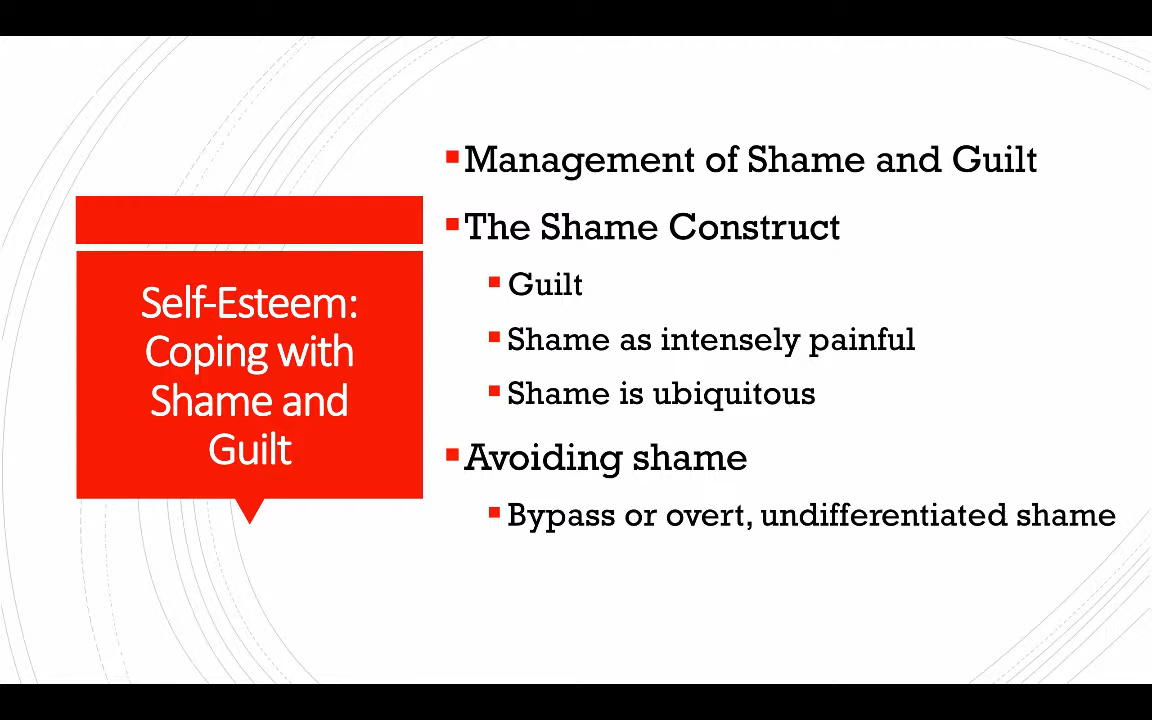 Self-Esteem:
Coping with
Shame and
Guilt
Management of Shame and Guilt
The Shame Construct
Guilt
Shame as intensely painful
Shame is ubiquitous
Avoiding shame
Bypass or overt, undifferentiated shame